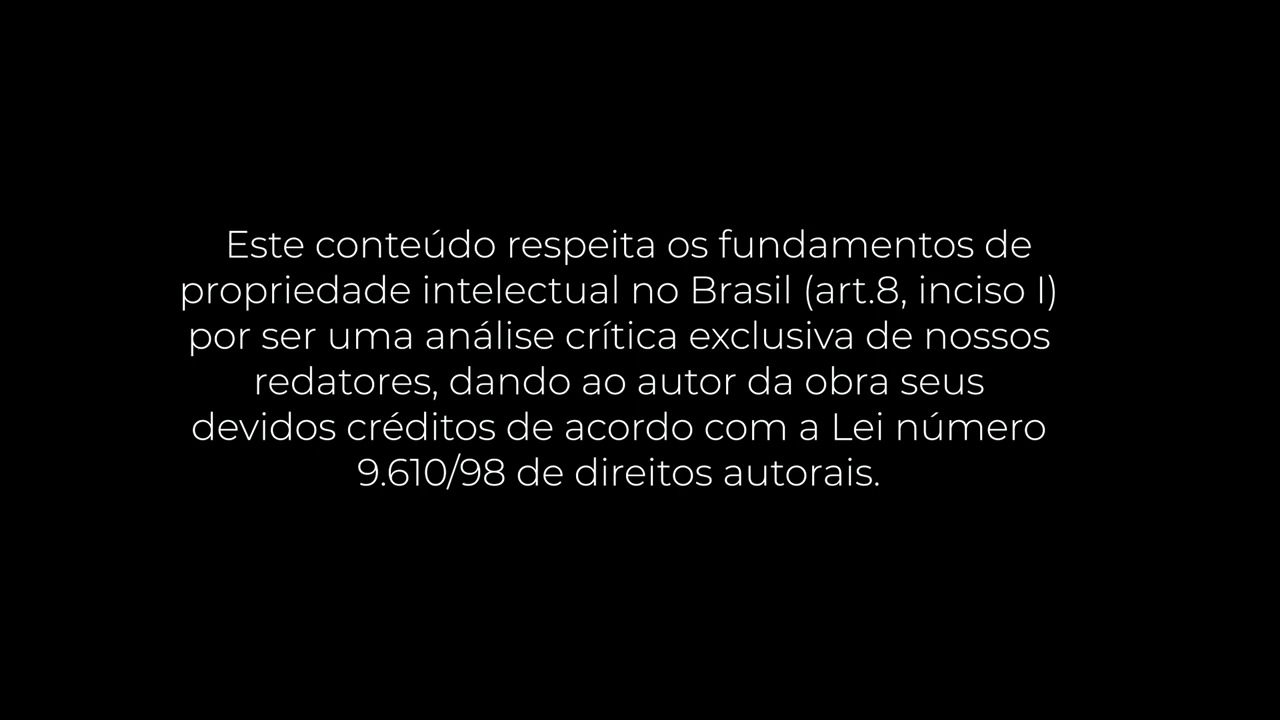 Este conteúdo respeita os fundamentos de
propriedade intelectual no Brasil (art.8, inciso I)
por ser uma análise crítica exclusiva de nossos
redatores, dando ao autor da obra seus
devidos créditos de acordo com a Lei número
9.610/98 de direitos autorais.